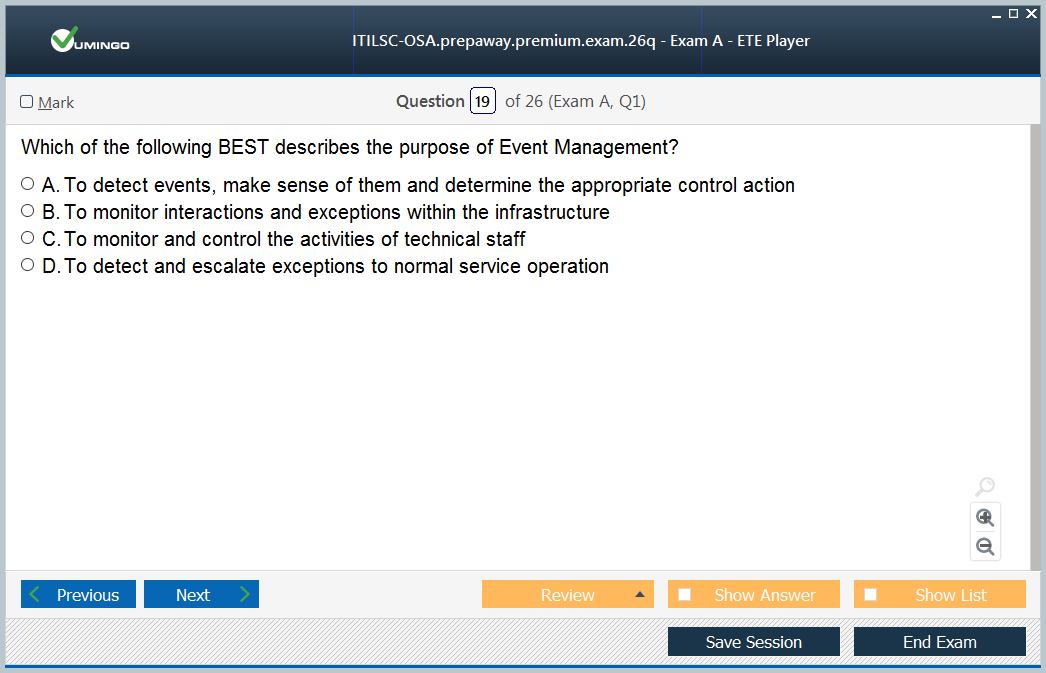 VUMINGO
ITILSC-OSA.prepaway.premium.exam.26q - Exam A - ETE Player
Mark
Question 19 of 26 (Exam A, Q1)
Which of the following BEST describes the purpose of Event Management?
A. To detect events, make sense of them and determine the appropriate control action
B. To monitor interactions and exceptions within the infrastructure
C. To monitor and control the activities of technical staff
D. To detect and escalate exceptions to normal service operation
Previous Next Review Show Answer Show List
Save Session End Exam